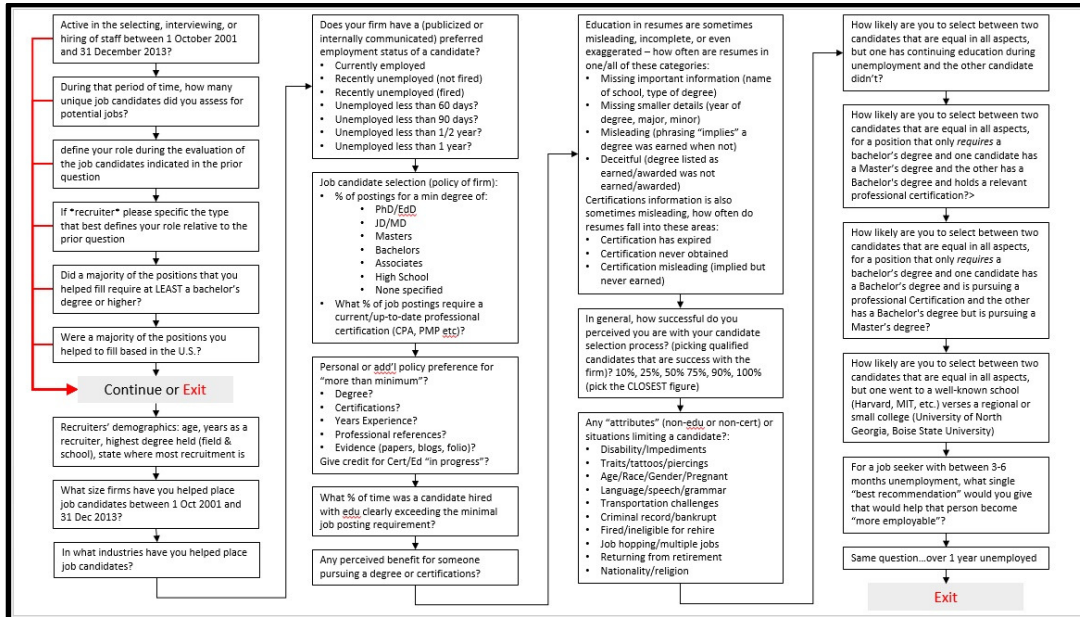 Active in the selecting, interviewing, or
hiring of staff between 1 October 2001
and 31 December 2013?
During that period of time, how many
unique job candidates did you assess for
potential jobs?
define your role during the evaluation of
the job candidates indicated in the prior
question
If *recruiter* please specific the type
that best defines your role relative to the
prior question
Did a majority of the positions that you
helped fill require at LEAST a bachelor's
degree or higher?
Were a majority of the positions you
helped to fill based in the U.S.?
Continue or Exit
Recruiters' demographics: age, years as a
recruiter, highest degree held (field &
school), state where most recruitment is
What size firms have you helped place
job candidates between 1 Oct 2001 and
31 Dec 2013?
In what industries have you helped place
job candidates?
Does your firm have a (publicized or
internally communicated) preferred
employment status of a candidate?
• Currently employed
• Recently unemployed (not fired)
• Recently unemployed (fired)
• Unemployed less than 60 days?
• Unemployed less than 90 days?
• Unemployed less than 1/2 year?
• Unemployed less than 1 year?
Job candidate selection (policy of firm):
• % of postings for a min degree of:
• PhD/EdD
• JD/MD
• Masters
• Bachelors
• Associates
• High School
• None specified
• What % of job postings require a
current/up-to-date professional
certification (CPA, PMP etc)?
Personal or add'l policy preference for
"more than minimum"?
• Degree?
• Certifications?
• Years Experience?
• Professional references?
• Evidence (papers, blogs, folio)?
Give credit for Cert/Ed "in progress"?
What % of time was a candidate hired
with edu clearly exceeding the minimal
job posting requirement?
Any perceived benefit for someone
pursuing a degree or certifications?
Education in resumes are sometimes
misleading, incomplete, or even
exaggerated – how often are resumes in
one/all of these categories:
• Missing important information (name
of school, type of degree)
• Missing smaller details (year of
degree, major, minor)
• Misleading (phrasing "implies" a
degree was earned when not)
• Deceitful (degree listed as
earned/awarded was not
earned/awarded)
Certifications information is also
sometimes misleading, how often do
resumes fall into these areas:
• Certification has expired
• Certification never obtained
• Certification misleading (implied but
never earned)
In general, how successful do you
perceived you are with your candidate
selection process? (picking qualified
candidates that are success with the
firm)? 10%, 25%, 50% 75%, 90%, 100%
(pick the CLOSEST figure)
Any "attributes" (non-edu or non-cert) or
situations limiting a candidate?:
• Disability/Impediments
• Traits/tattoos/piercings
• Age/Race/Gender/Pregnant
• Language/speech/grammar
• Transportation challenges
• Criminal record/bankrupt
• Fired/ineligible for rehire
• Job hopping/multiple jobs
• Returning from retirement
• Nationality/religion
How likely are you to select between two
candidates that are equal in all aspects,
but one has continuing education during
unemployment and the other candidate
didn't?
How likely are you to select between two
candidates that are equal in all aspects,
for a position that only requires a
bachelor's degree and one candidate has
a Master's degree and the other has a
Bachelor's degree and holds a relevant
professional certification?>
How likely are you to select between two
candidates that are equal in all aspects,
for a position that only requires a
bachelor's degree and one candidate has
a Bachelor's degree and is pursuing a
professional Certification and the other
has a Bachelor's degree but is pursuing a
Master's degree?
How likely are you to select between two
candidates that are equal in all aspects,
but one went to a well-known school
(Harvard, MIT, etc.) verses a regional or
small college (University of North
Georgia, Boise State University)
For a job seeker with between 3-6
months unemployment, what single
"best recommendation" would you give
that would help that person become
"more employable"?
Same question...over 1 year unemployed
Exit